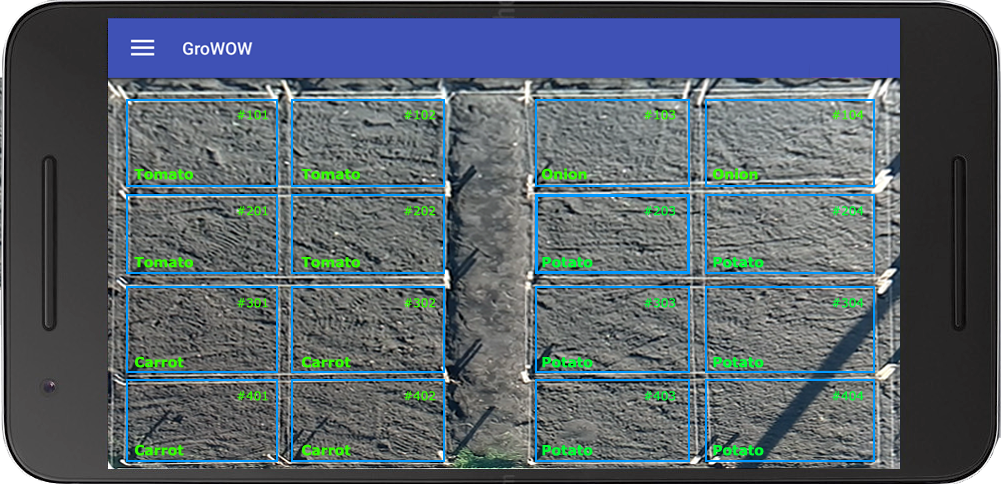 GroWOW
#101 #102 #103 #104
Tomato Tomato Onion Onion
#201 #202 #203 #204
Tomato Tomato Potato Potato
#301 #302 #303 #304
Carrot Carrot Potato Potato
#401 #402 #403 #404
Carrot Carrot Potato Potato